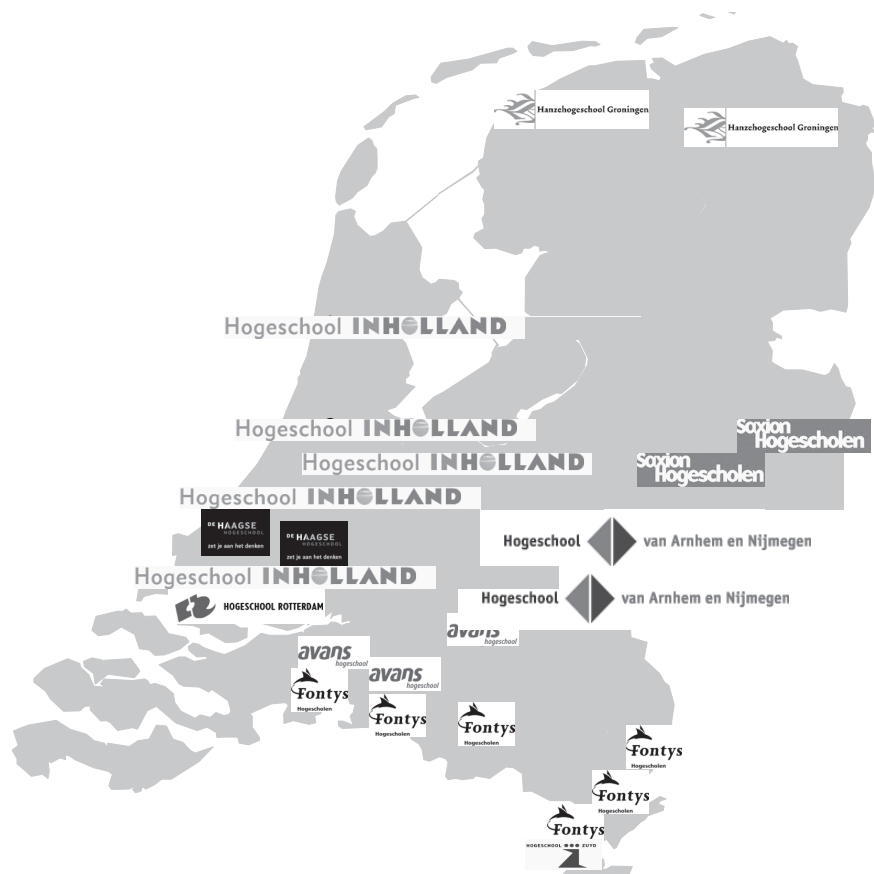 Hanzehogeschool Groningen
Hanzehogeschool Groningen
Hogeschool INHOLLAND
Hogeschool INHOLLAND
Saxion
Hogescholen
Hogeschool INHOLLAND
Saxion
Hogescholen
Hogeschool INHOLLAND
DE HAAGSE
HOGESCHOOL
zet je aan het denken
DE HAAGSE
HOGESCHOOL
zet je aan het denken
Hogeschool van Arnhem en Nijmegen
Hogeschool INHOLLAND
Hogeschool van Arnhem en Nijmegen
HOGESCHOOL ROTTERDAM
avans
hogeschool
avans
hogeschool
avans
hogeschool
Fontys
Hogescholen
Fontys
Hogescholen
Fontys
Hogescholen
Fontys
Hogescholen
Fontys
Hogescholen
Fontys
HOGESCHOOL ZUYD